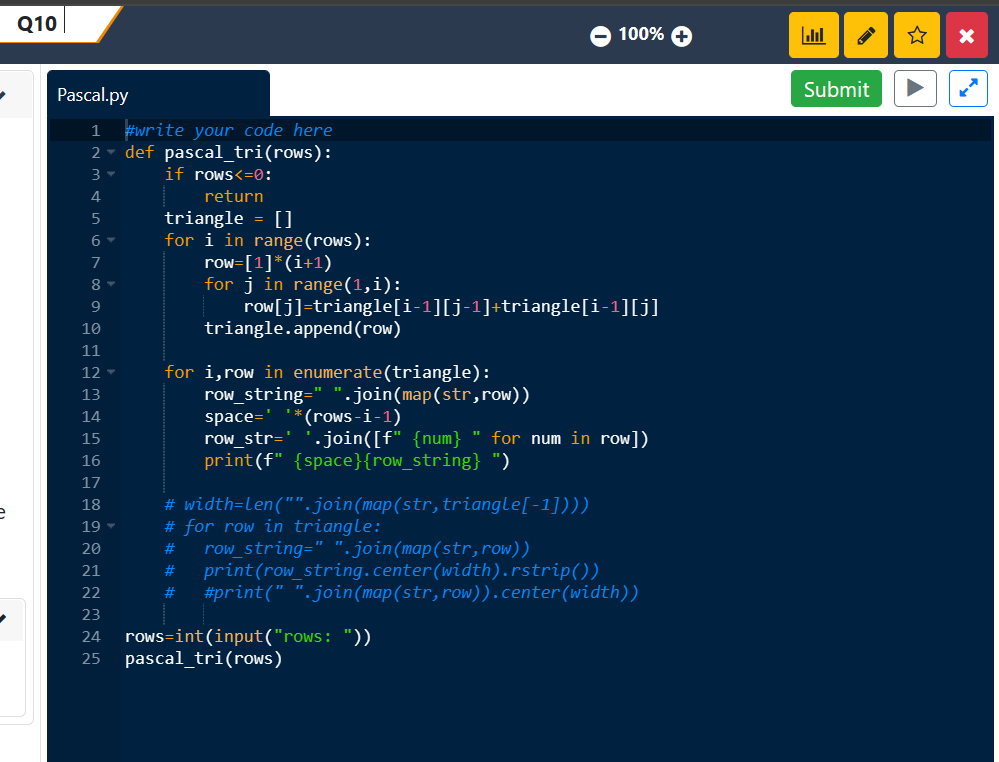 Q10
100%
Pascal.py
Submit
1 #write your code here
2 def pascal_tri(rows):
3     if rows<=0:
4         return
5     triangle = []
6     for i in range(rows):
7         row=[1]*(i+1)
8         for j in range(1,i):
9             row[j]=triangle[i-1][j-1]+triangle[i-1][j]
10         triangle.append(row)
11
12     for i,row in enumerate(triangle):
13         row_string=" ".join(map(str,row))
14         space=' '*(rows-i-1)
15         row_str=' '.join([f" {num} " for num in row])
16         print(f" {space}{row_string} ")
17
18     # width=len("".join(map(str,triangle[-1])))
19     # for row in triangle:
20     #   row_string=" ".join(map(str,row))
21     #   print(row_string.center(width).rstrip())
22     #   #print(" ".join(map(str,row)).center(width))
23
24 rows=int(input("rows: "))
25 pascal_tri(rows)
e